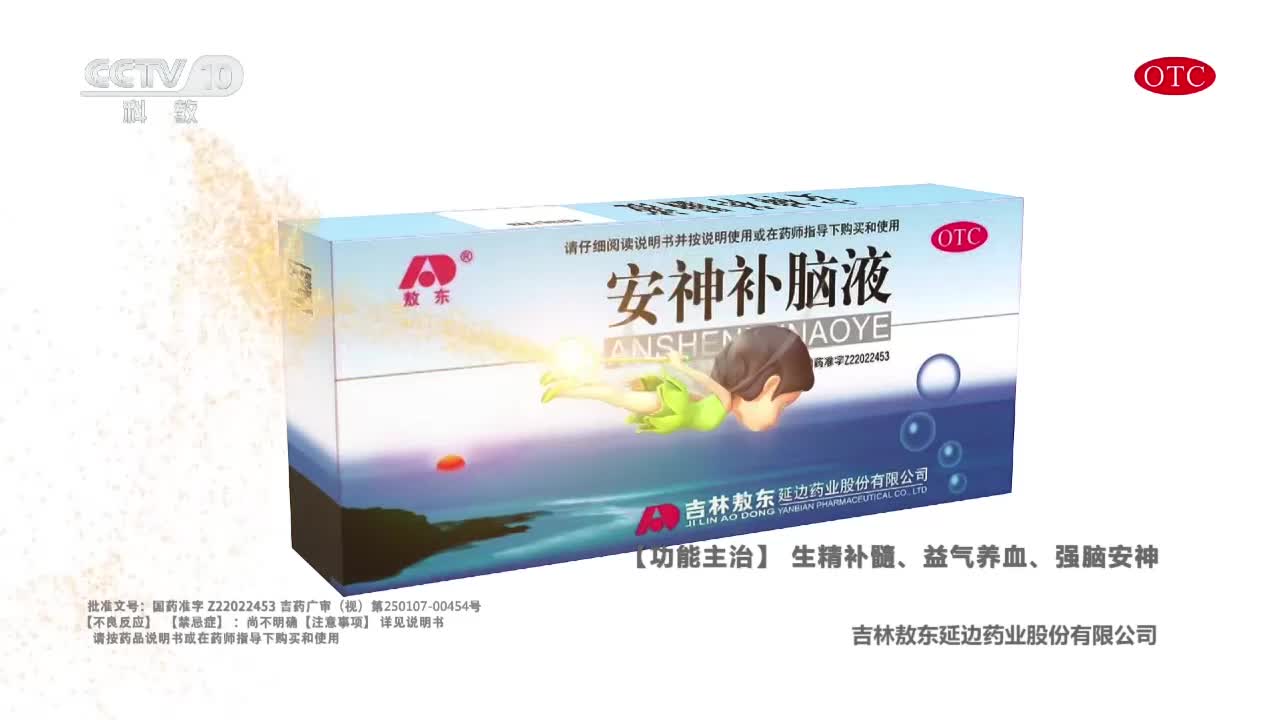 CCTV 10
科教
OTC
请仔细阅读说明书并按说明使用或在药师指导下购买和使用
OTC
敖东®
安神补脑液
药准字Z22022453
吉林敖东延边药业股份有限公司
JI LIN AO DONG YANBIAN PHARMACEUTICAL CO., LTD
【功能主治】 生精补髓、益气养血、强脑安神
批准文号：国药准字 Z22022453 吉药广审（视）第250107-00454号
【不良反应】 【禁忌症】：尚不明确【注意事项】 详见说明书
请按药品说明书或在药师指导下购买和使用
吉林敖东延边药业股份有限公司